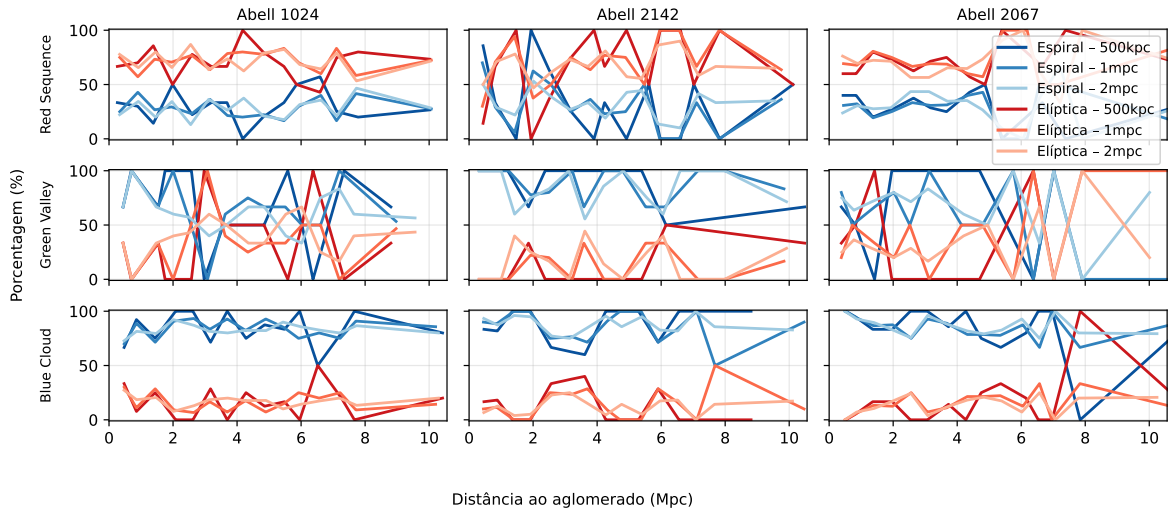 Abell 1024 Abell 2142 Abell 2067
Porcentagem (%)
Red Sequence
100
50
0
Espiral – 500kpc
Espiral – 1mpc
Espiral – 2mpc
Elíptica – 500kpc
Elíptica – 1mpc
Elíptica – 2mpc
Green Valley
100
50
0
Blue Cloud
100
50
0
0 2 4 6 8 10 0 2 4 6 8 10 0 2 4 6 8 10
Distância ao aglomerado (Mpc)